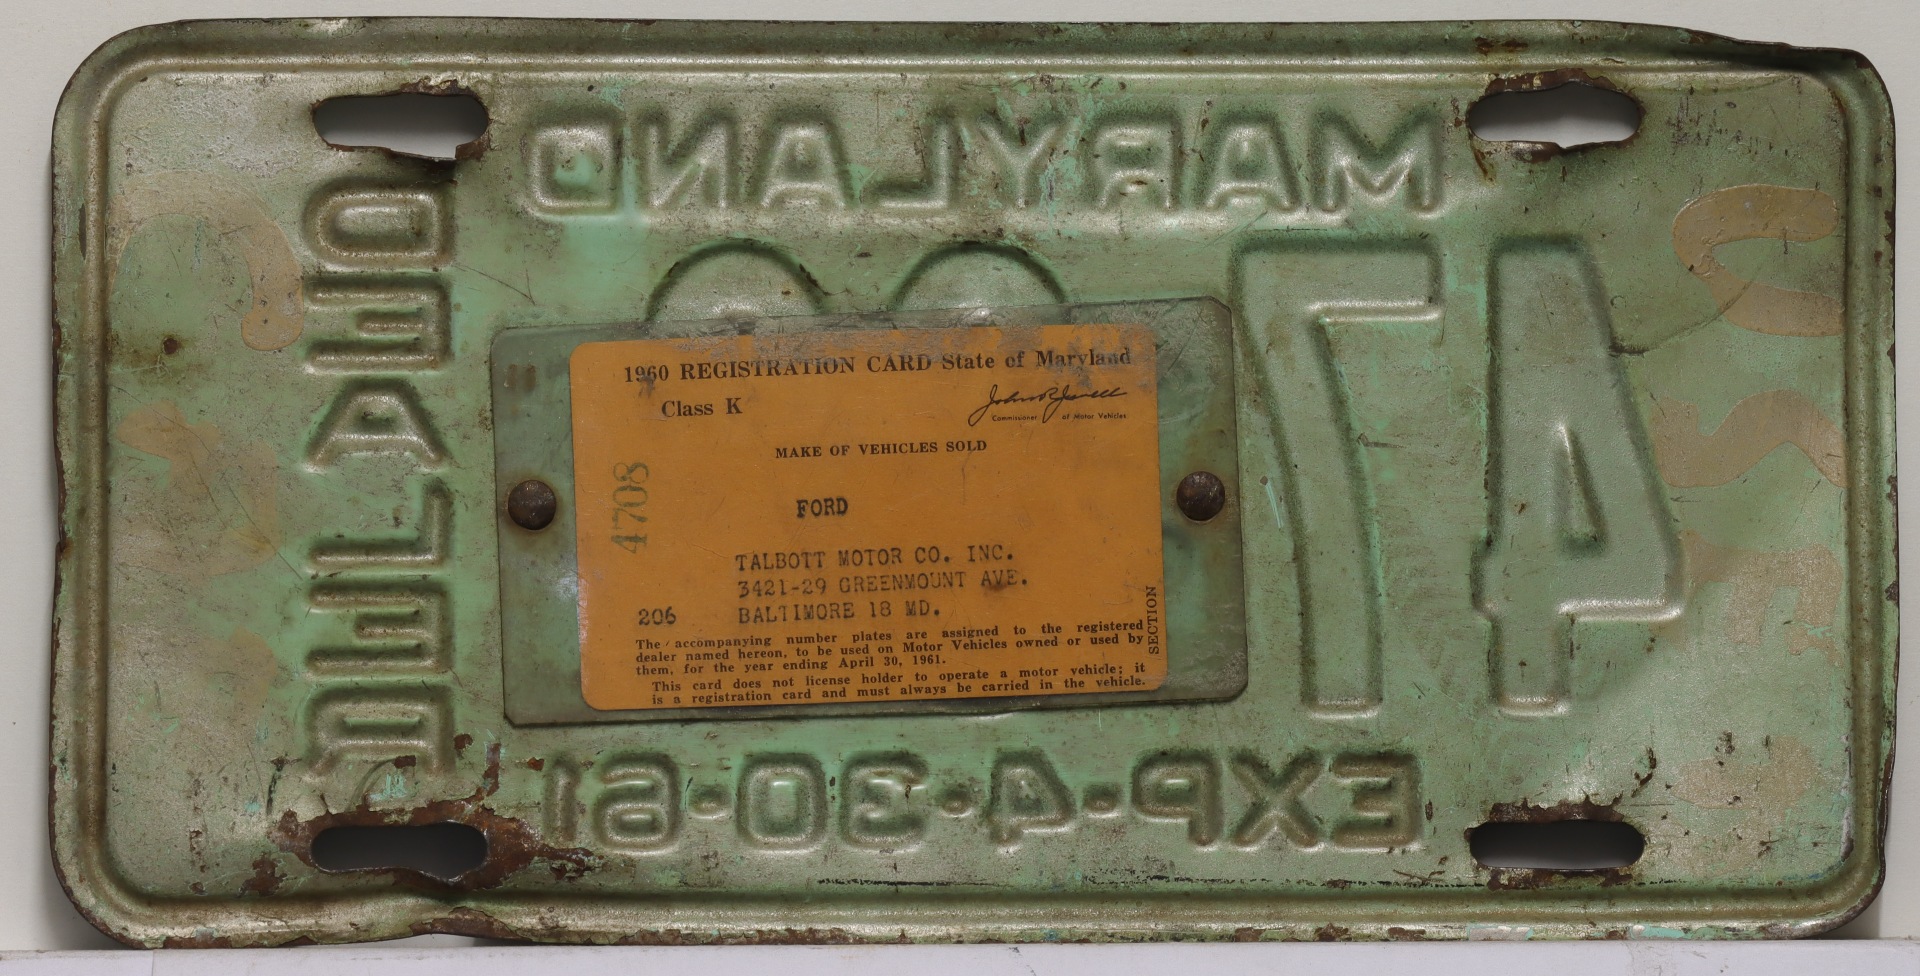 MARYLAND
DEALER
47
1960 REGISTRATION CARD State of Maryland
Class K
John R Jewell
Commissioner of Motor Vehicles
MAKE OF VEHICLES SOLD
4708
FORD
TALBOTT MOTOR CO. INC.
3421-29 GREENMOUNT AVE.
206 BALTIMORE 18 MD.
SECTION
The accompanying number plates are assigned to the registered
dealer named hereon, to be used on Motor Vehicles owned or used by
them, for the year ending April 30, 1961.
This card does not license holder to operate a motor vehicle; it
is a registration card and must always be carried in the vehicle.
EXP·4·30·61